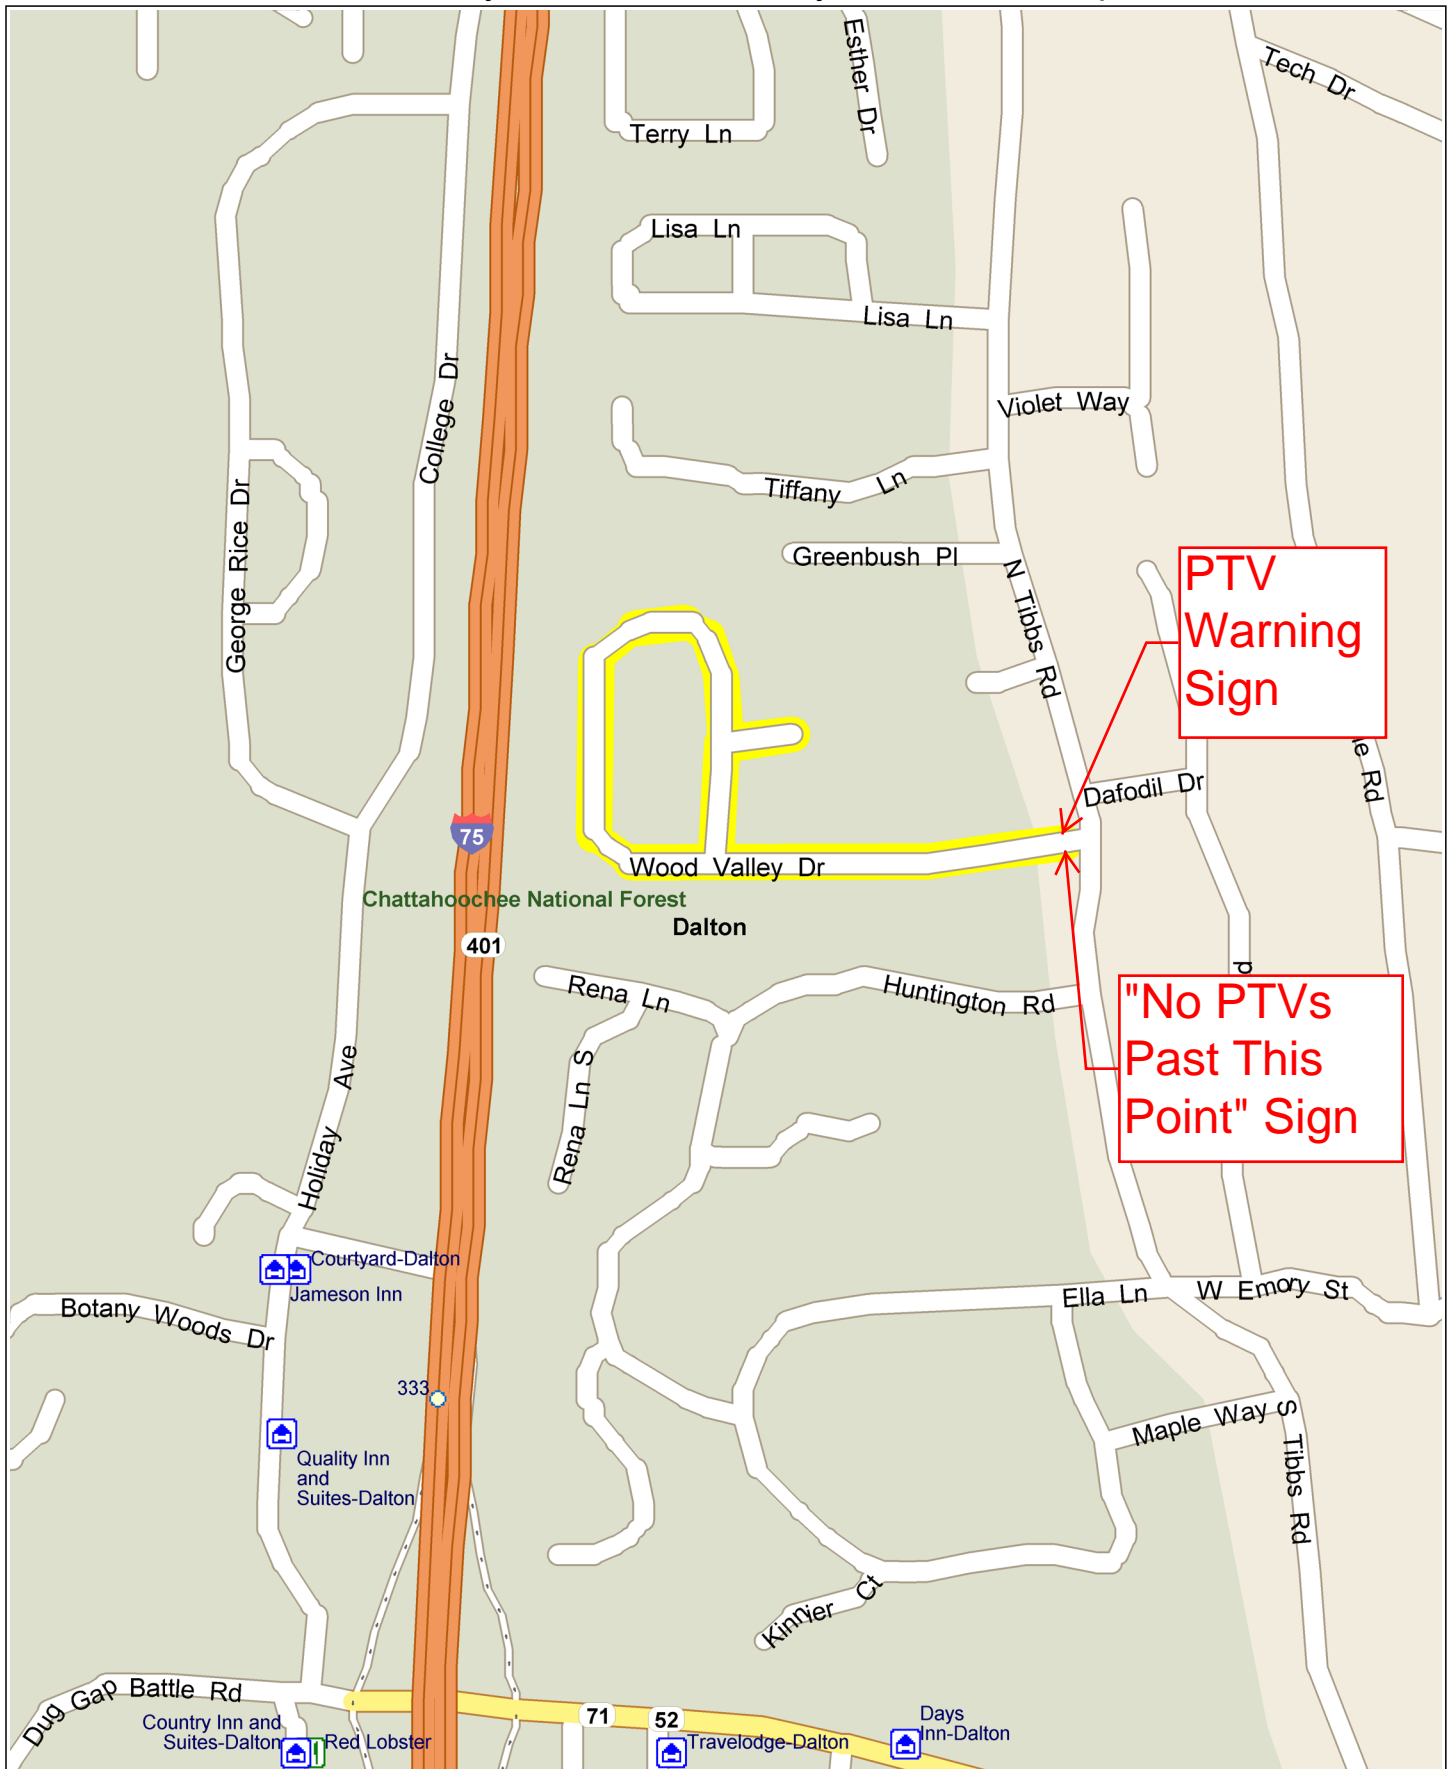 Esther Dr
Tech Dr
Terry Ln
Lisa Ln
Lisa Ln
College Dr
Violet Way
Tiffany Ln
George Rice Dr
Greenbush Pl
N Tibbs Rd
PTV
Warning
Sign
Rd
Dafodil Dr
75
Wood Valley Dr
Chattahoochee National Forest
Dalton
401
Rena Ln
Huntington Rd
"No PTVs
Past This
Point" Sign
Rena Ln S
Holiday Ave
Courtyard-Dalton
Jameson Inn
Botany Woods Dr
Ella Ln
W Emory St
333
Maple Way
S Tibbs Rd
Quality Inn
and
Suites-Dalton
Kinnier Ct
Dug Gap Battle Rd
71
52
Country Inn and
Suites-Dalton
Red Lobster
Travelodge-Dalton
Days
Inn-Dalton